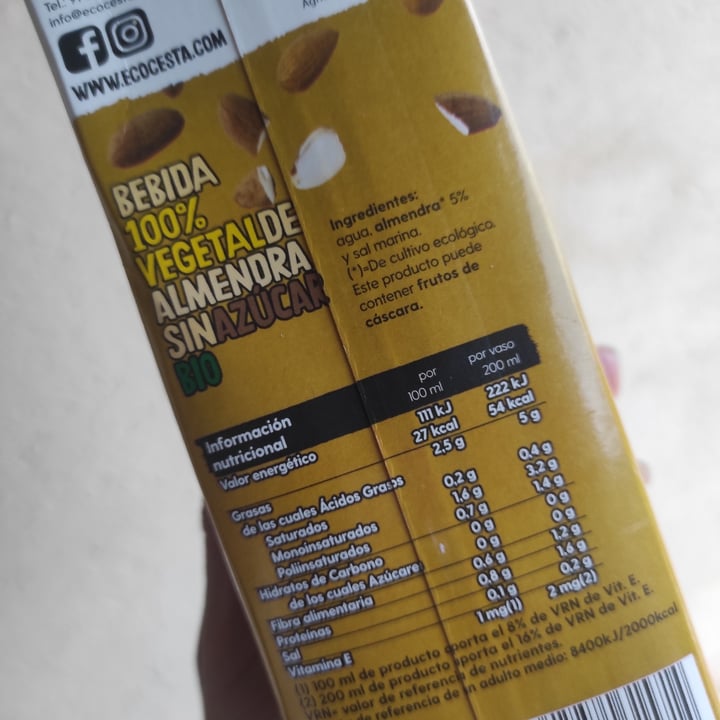 info@ecocesta
WWW.ECOCESTA.COM
BEBIDA
100%
VEGETAL DE
ALMENDRA
SIN AZÚCAR
BIO
Ingredientes:
agua, almendra* 5%
y sal marina.
(*)=De cultivo ecológico.
Este producto puede
contener frutos de
cáscara.
Información nutricional por 100 ml por vaso 200 ml
Valor energético 111 kJ 222 kJ
27 kcal 54 kcal
Grasas 2,5 g 5 g
de las cuales Ácidos Grasos
Saturados 0.2 g 0.4 g
Monoinsaturados 1.6 g 3.2 g
Poliinsaturados 0.7 g 1.4 g
Hidratos de Carbono 0 g 0 g
de los cuales Azúcares 0 g 0 g
Fibra alimentaria 0.6 g 1.2 g
Proteínas 0.8 g 1.6 g
Sal 0.1 g 0.2 g
Vitamina E 1 mg(1) 2 mg(2)
(1) 100 ml de producto aporta el 8% de VRN de Vit. E.
(2) 200 ml de producto aporta el 16% de VRN de Vit. E.
VRN= valor de referencia de nutrientes.
de referencia de un adulto medio: 8400kJ/2000kcal